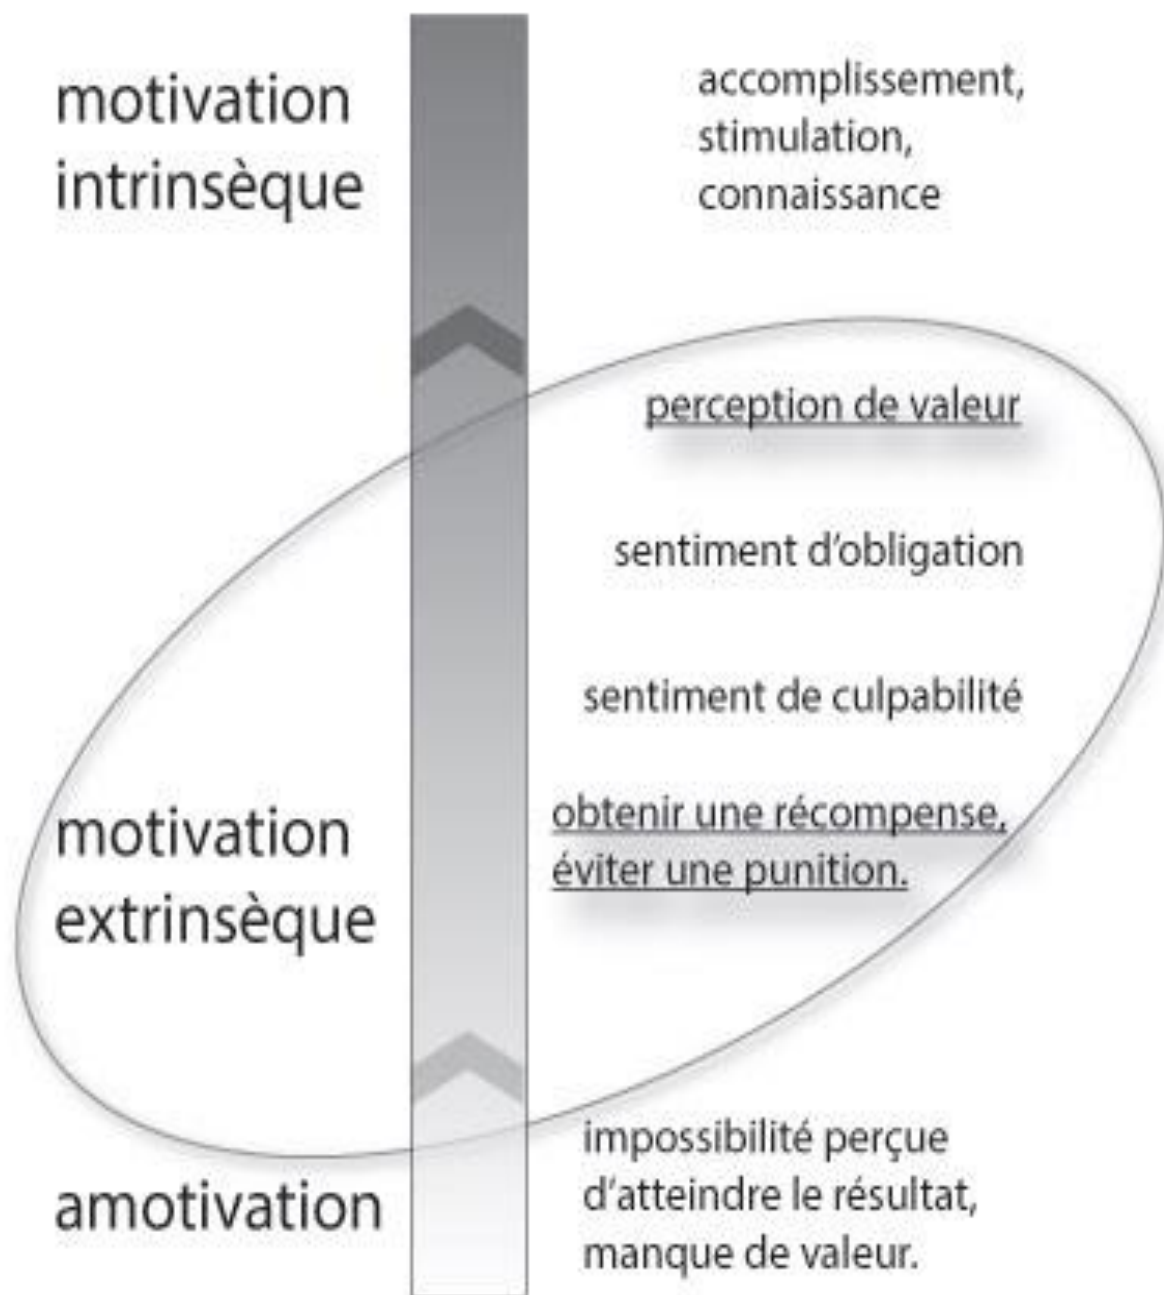 motivation
intrinsèque
accomplissement,
stimulation,
connaissance
perception de valeur
sentiment d'obligation
sentiment de culpabilité
motivation
extrinsèque
obtenir une récompense,
éviter une punition.
amotivation
impossibilité perçue
d'atteindre le résultat,
manque de valeur.